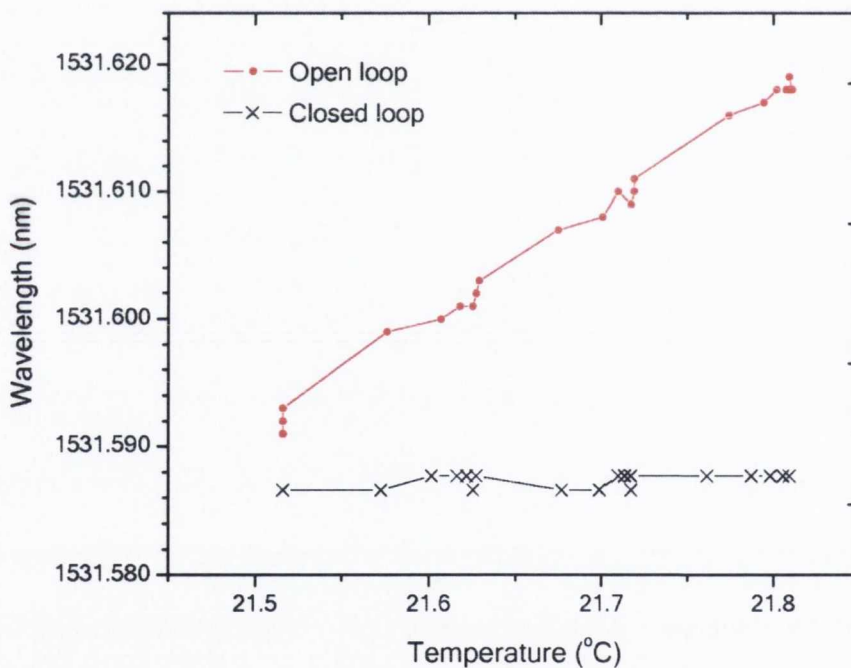 1531.620
1531.610
1531.600
1531.590
1531.580
Wavelength (nm)
Open loop
Closed loop
21.5 21.6 21.7 21.8
Temperature (°C)